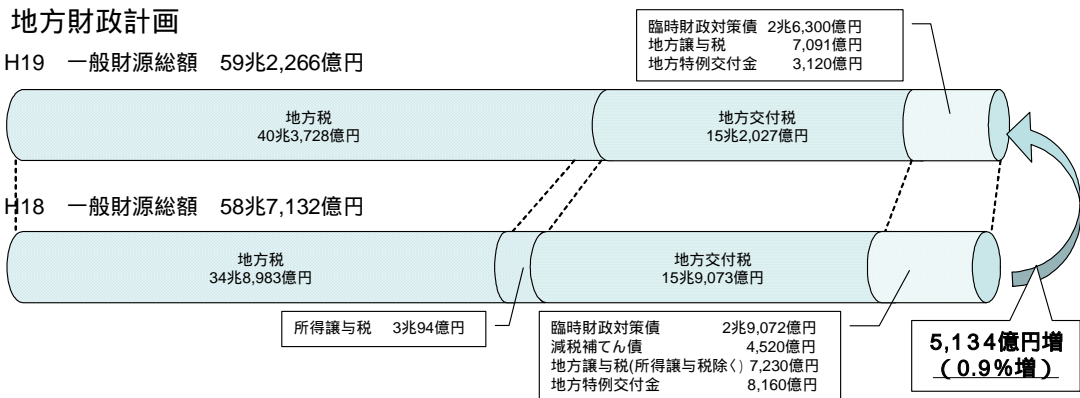 地方財政計画
H19　一般財源総額　59兆2,266億円
臨時財政対策債 2兆6,300億円
地方譲与税 7,091億円
地方特例交付金 3,120億円
地方税
40兆3,728億円
地方交付税
15兆2,027億円
H18　一般財源総額　58兆7,132億円
地方税
34兆8,983億円
地方交付税
15兆9,073億円
所得譲与税 3兆94億円
臨時財政対策債 2兆9,072億円
減税補てん債 4,520億円
地方譲与税(所得譲与税除く) 7,230億円
地方特例交付金 8,160億円
5,134億円増
（0.9%増）